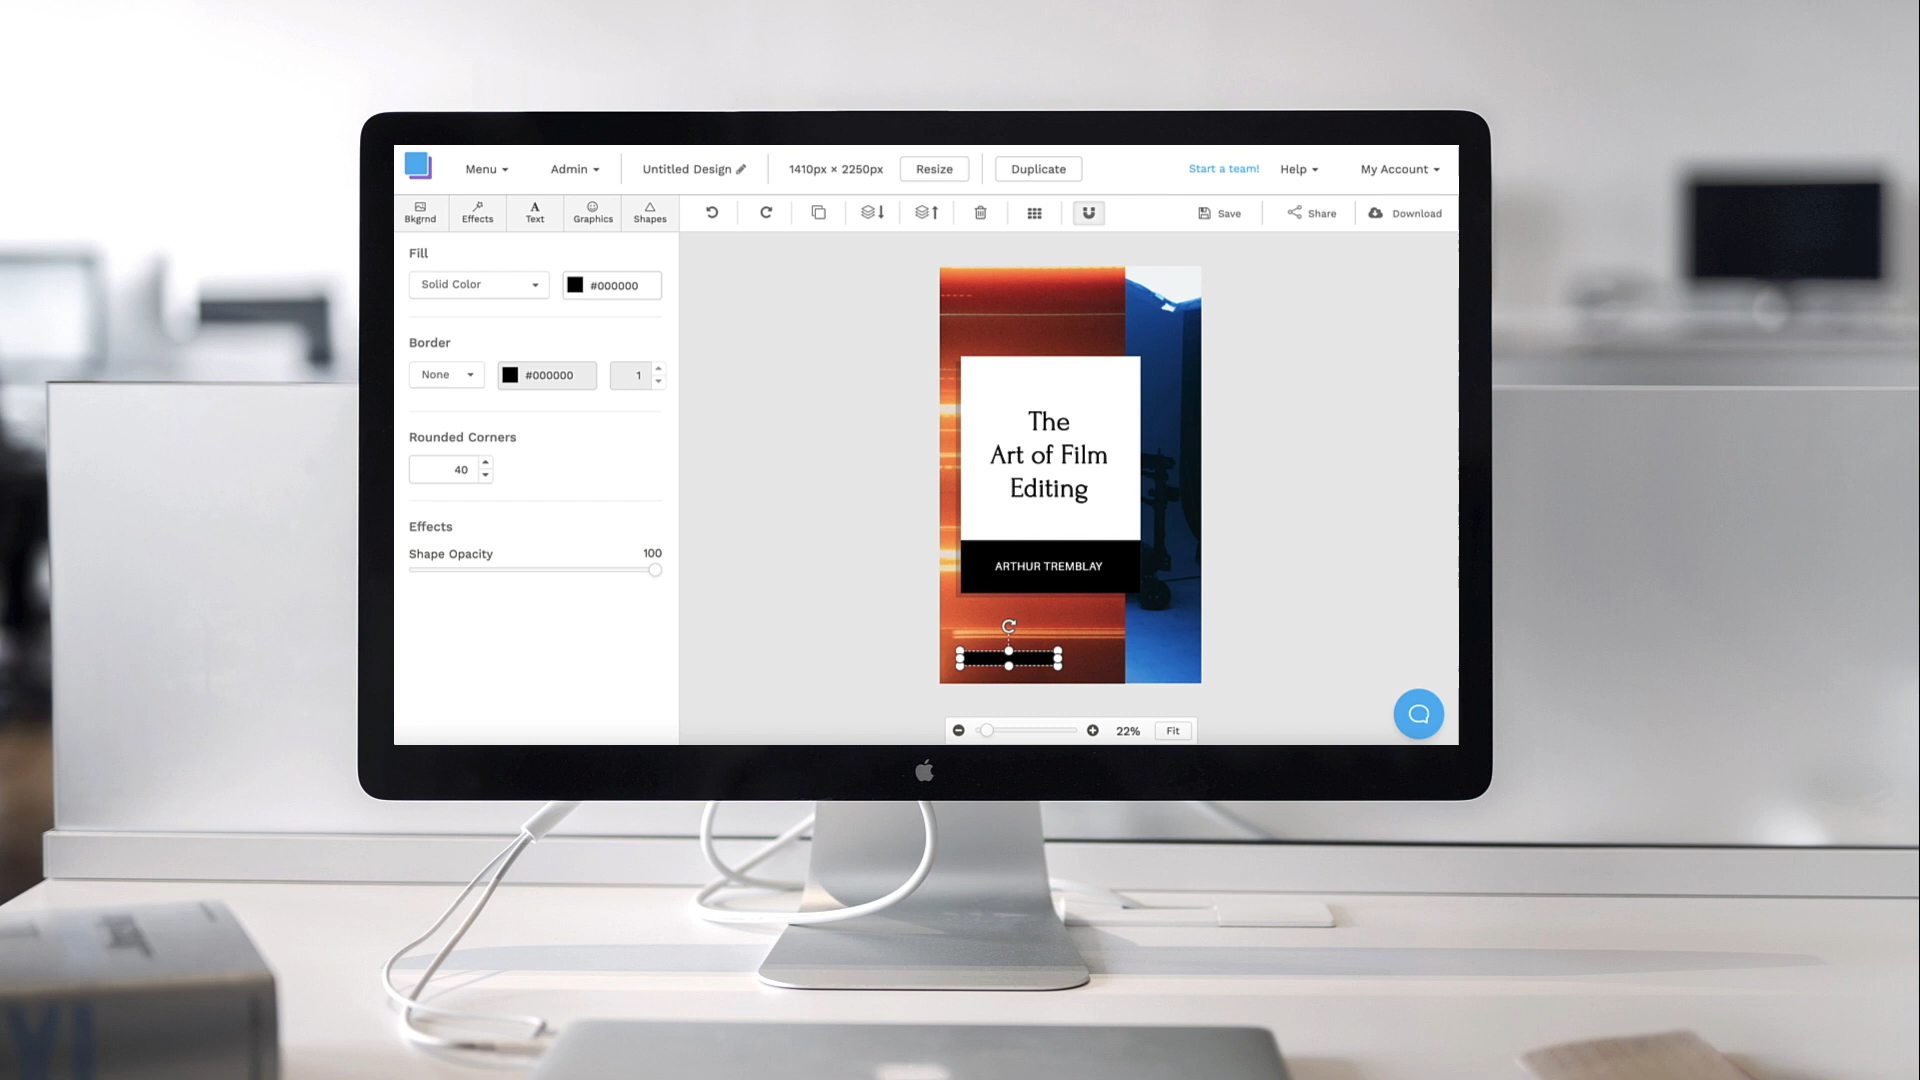 Menu Admin Untitled Design 1410px × 2250px Resize Duplicate Start a team! Help My Account
Bkgrnd Effects Text Graphics Shapes Save Share Download
Fill
Solid Color #000000
Border
None #000000 1
Rounded Corners
40
Effects
Shape Opacity 100
The
Art of Film
Editing
ARTHUR TREMBLAY
22% Fit